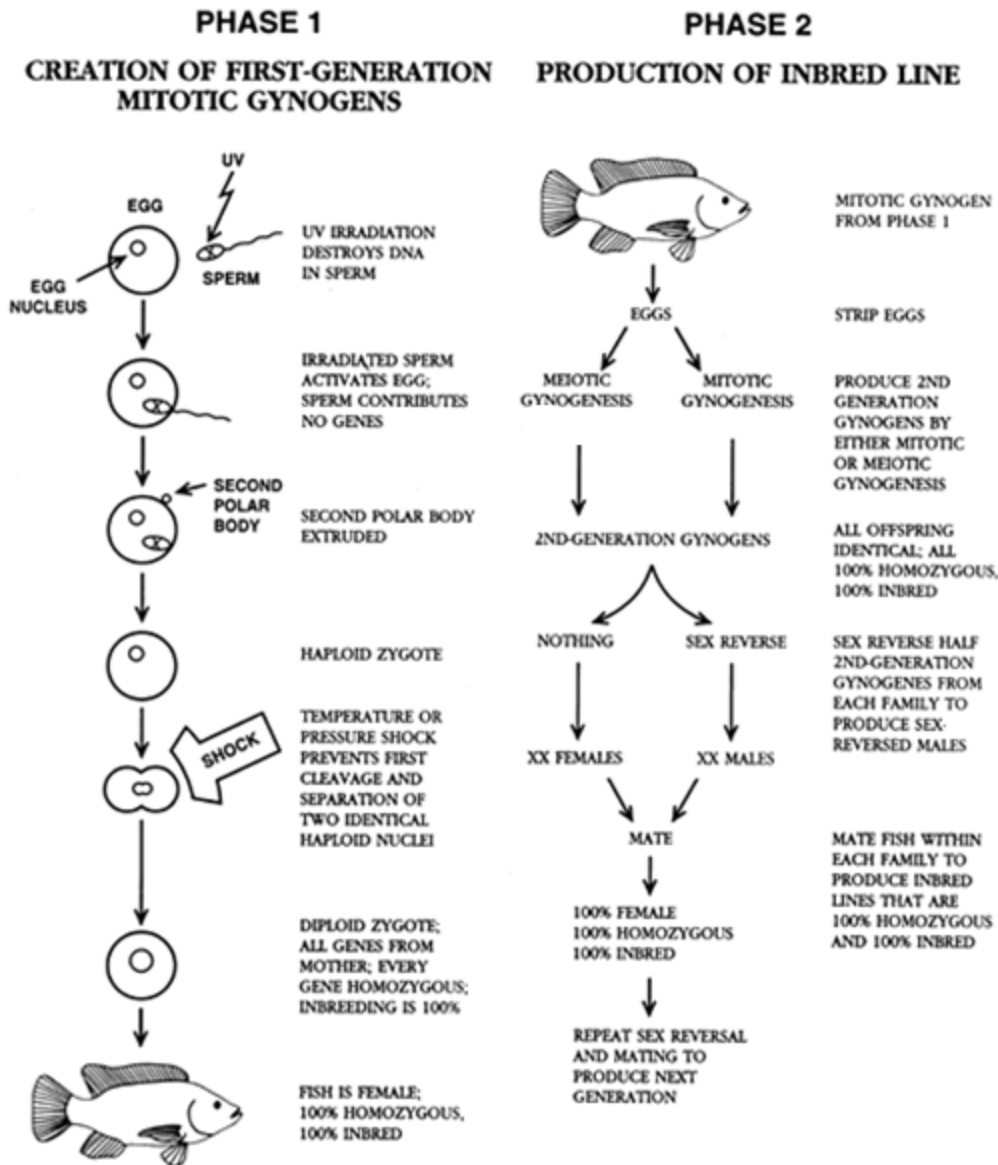 PHASE 1
CREATION OF FIRST-GENERATION
MITOTIC GYNOGENS
UV
EGG
EGG
NUCLEUS
SPERM
UV IRRADIATION
DESTROYS DNA
IN SPERM
IRRADIATED SPERM
ACTIVATES EGG;
SPERM CONTRIBUTES
NO GENES
SECOND
POLAR
BODY
SECOND POLAR BODY
EXTRUDED
HAPLOID ZYGOTE
SHOCK
TEMPERATURE OR
PRESSURE SHOCK
PREVENTS FIRST
CLEAVAGE AND
SEPARATION OF
TWO IDENTICAL
HAPLOID NUCLEI
DIPLOID ZYGOTE;
ALL GENES FROM
MOTHER; EVERY
GENE HOMOZYGOUS;
INBREEDING IS 100%
FISH IS FEMALE;
100% HOMOZYGOUS,
100% INBRED
PHASE 2
PRODUCTION OF INBRED LINE
MITOTIC GYNOGEN
FROM PHASE 1
EGGS
STRIP EGGS
MEIOTIC
GYNOGENESIS
MITOTIC
GYNOGENESIS
PRODUCE 2ND
GENERATION
GYNOGENS BY
EITHER MITOTIC
OR MEIOTIC
GYNOGENESIS
2ND-GENERATION GYNOGENS
ALL OFFSPRING
IDENTICAL; ALL
100% HOMOZYGOUS,
100% INBRED
NOTHING
SEX REVERSE
SEX REVERSE HALF
2ND-GENERATION
GYNOGENES FROM
EACH FAMILY TO
PRODUCE SEX-
REVERSED MALES
XX FEMALES
XX MALES
MATE
MATE FISH WITHIN
EACH FAMILY TO
PRODUCE INBRED
LINES THAT ARE
100% HOMOZYGOUS
AND 100% INBRED
100% FEMALE
100% HOMOZYGOUS
100% INBRED
REPEAT SEX REVERSAL
AND MATING TO
PRODUCE NEXT
GENERATION